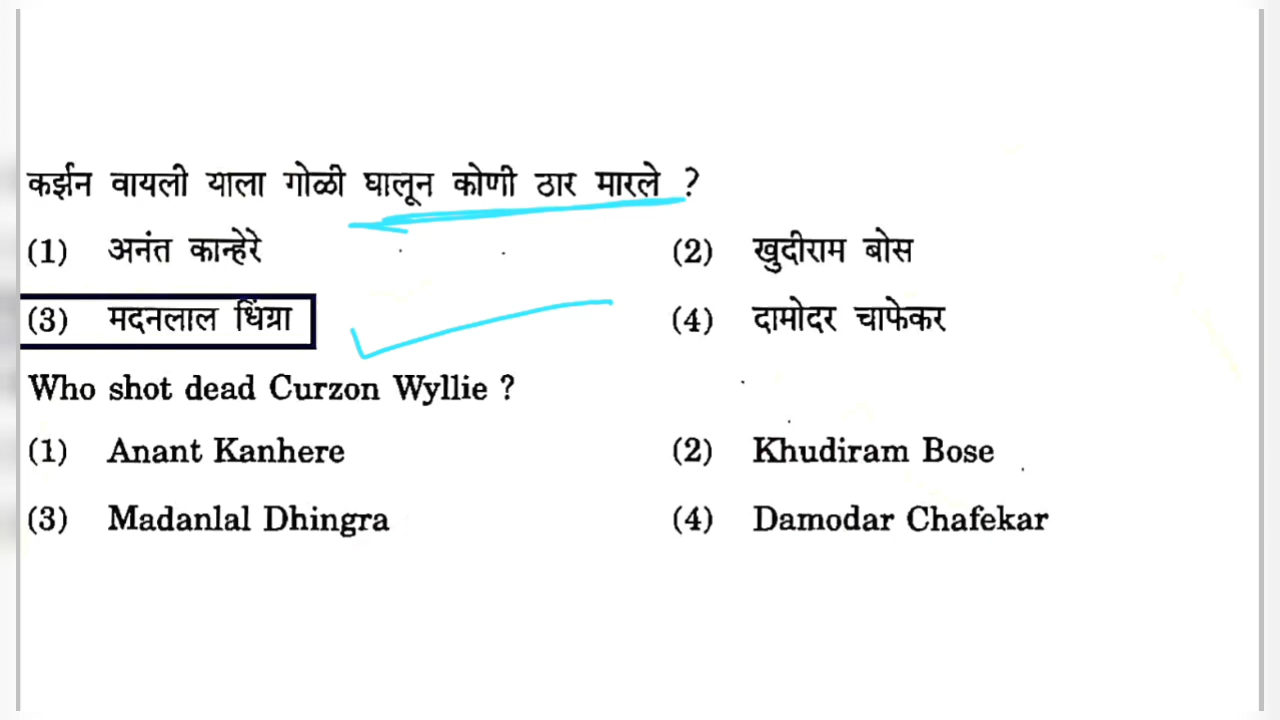 कर्झन वायली याला गोळी घालून कोणी ठार मारले ?
(1) अनंत कान्हेरे (2) खुदीराम बोस
(3) मदनलाल धिंग्रा (4) दामोदर चाफेकर
Who shot dead Curzon Wyllie ?
(1) Anant Kanhere (2) Khudiram Bose
(3) Madanlal Dhingra (4) Damodar Chafekar